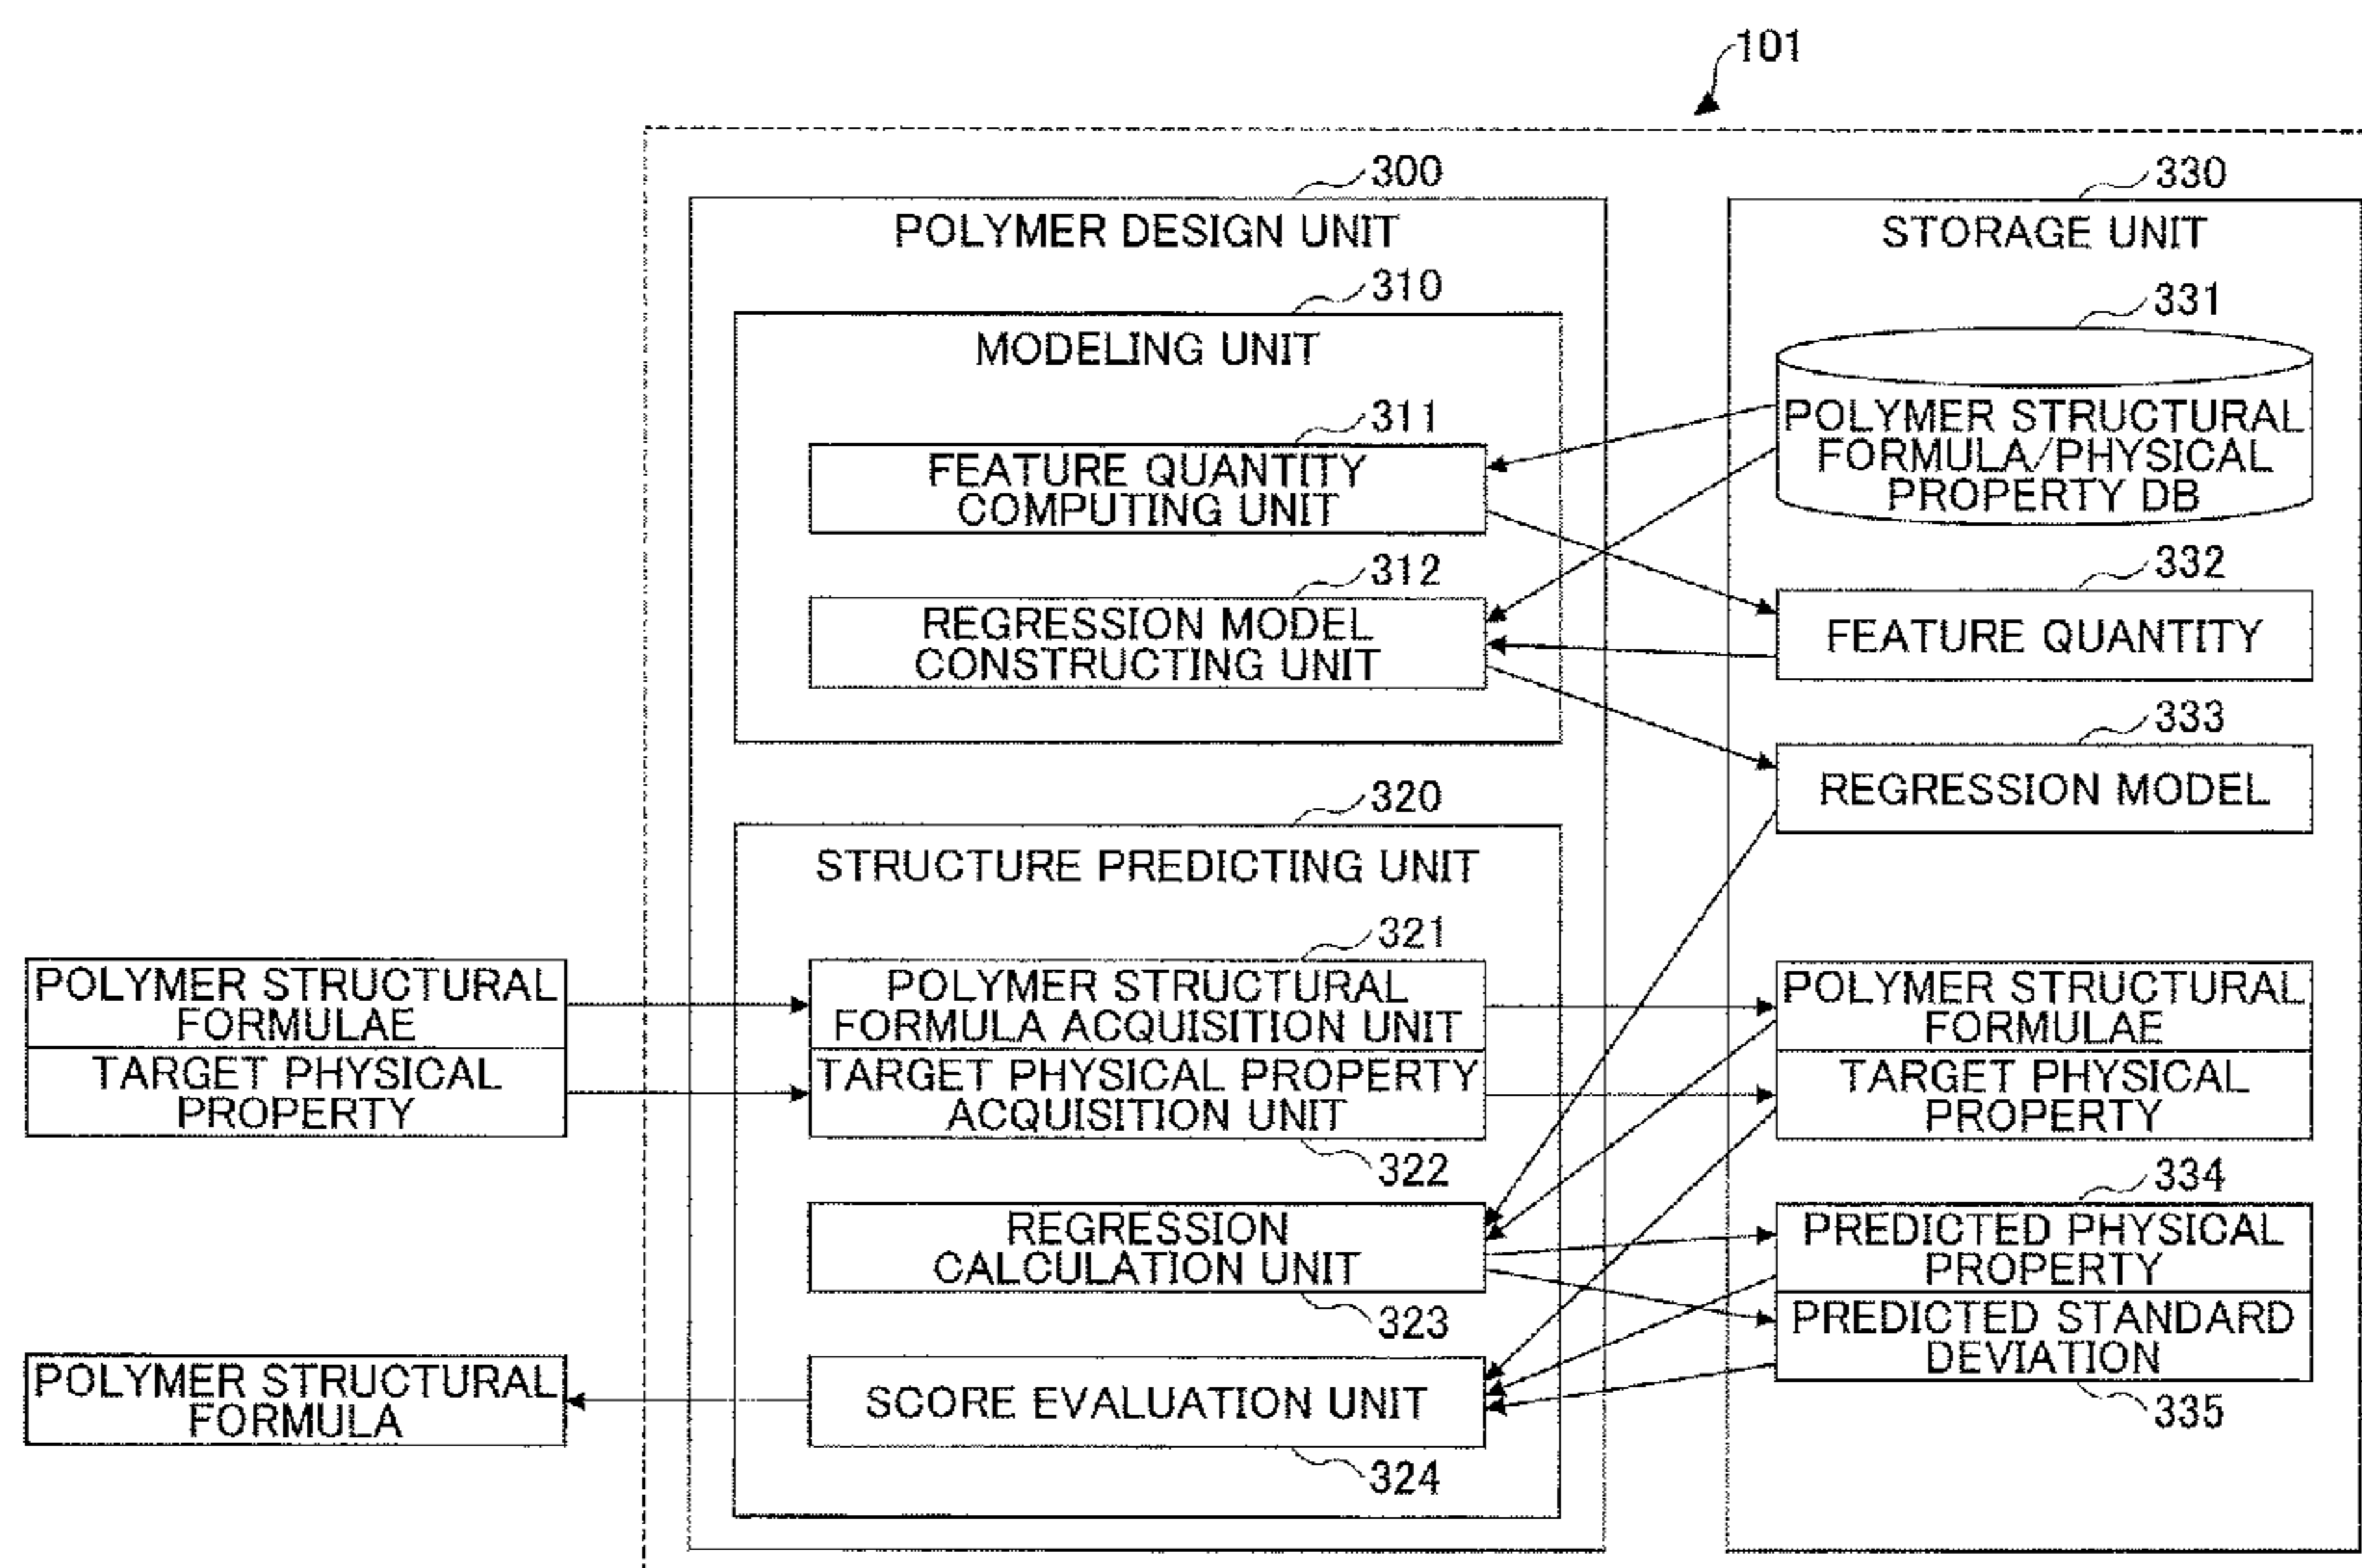 101
300
POLYMER DESIGN UNIT
310
MODELING UNIT
311
FEATURE QUANTITY
COMPUTING UNIT
312
REGRESSION MODEL
CONSTRUCTING UNIT
320
STRUCTURE PREDICTING UNIT
321
POLYMER STRUCTURAL
FORMULA ACQUISITION UNIT
TARGET PHYSICAL PROPERTY
ACQUISITION UNIT
322
REGRESSION
CALCULATION UNIT
323
SCORE EVALUATION UNIT
324
330
STORAGE UNIT
331
POLYMER STRUCTURAL
FORMULA/PHYSICAL
PROPERTY DB
332
FEATURE QUANTITY
333
REGRESSION MODEL
POLYMER STRUCTURAL
FORMULAE
TARGET PHYSICAL
PROPERTY
334
PREDICTED PHYSICAL
PROPERTY
PREDICTED STANDARD
DEVIATION
335
POLYMER STRUCTURAL
FORMULAE
TARGET PHYSICAL
PROPERTY
POLYMER STRUCTURAL
FORMULA